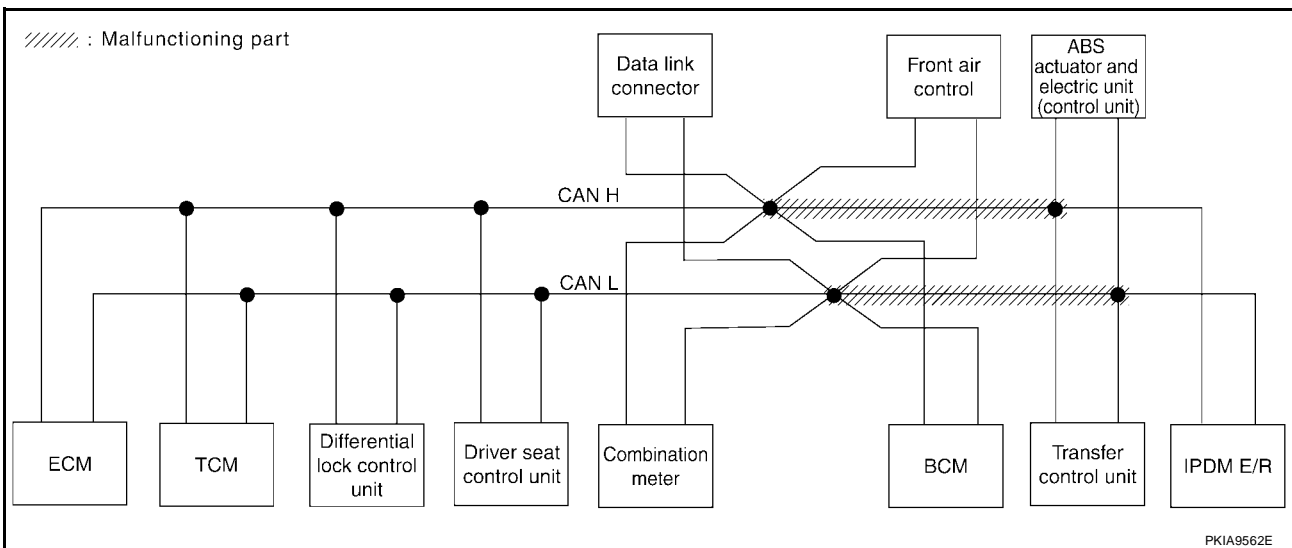 : Malfunctioning part
Data link
connector
Front air
control
ABS
actuator and
electric unit
(control unit)
CAN H
CAN L
ECM
TCM
Differential
lock control
unit
Driver seat
control unit
Combination
meter
BCM
Transfer
control unit
IPDM E/R
PKIA9562E